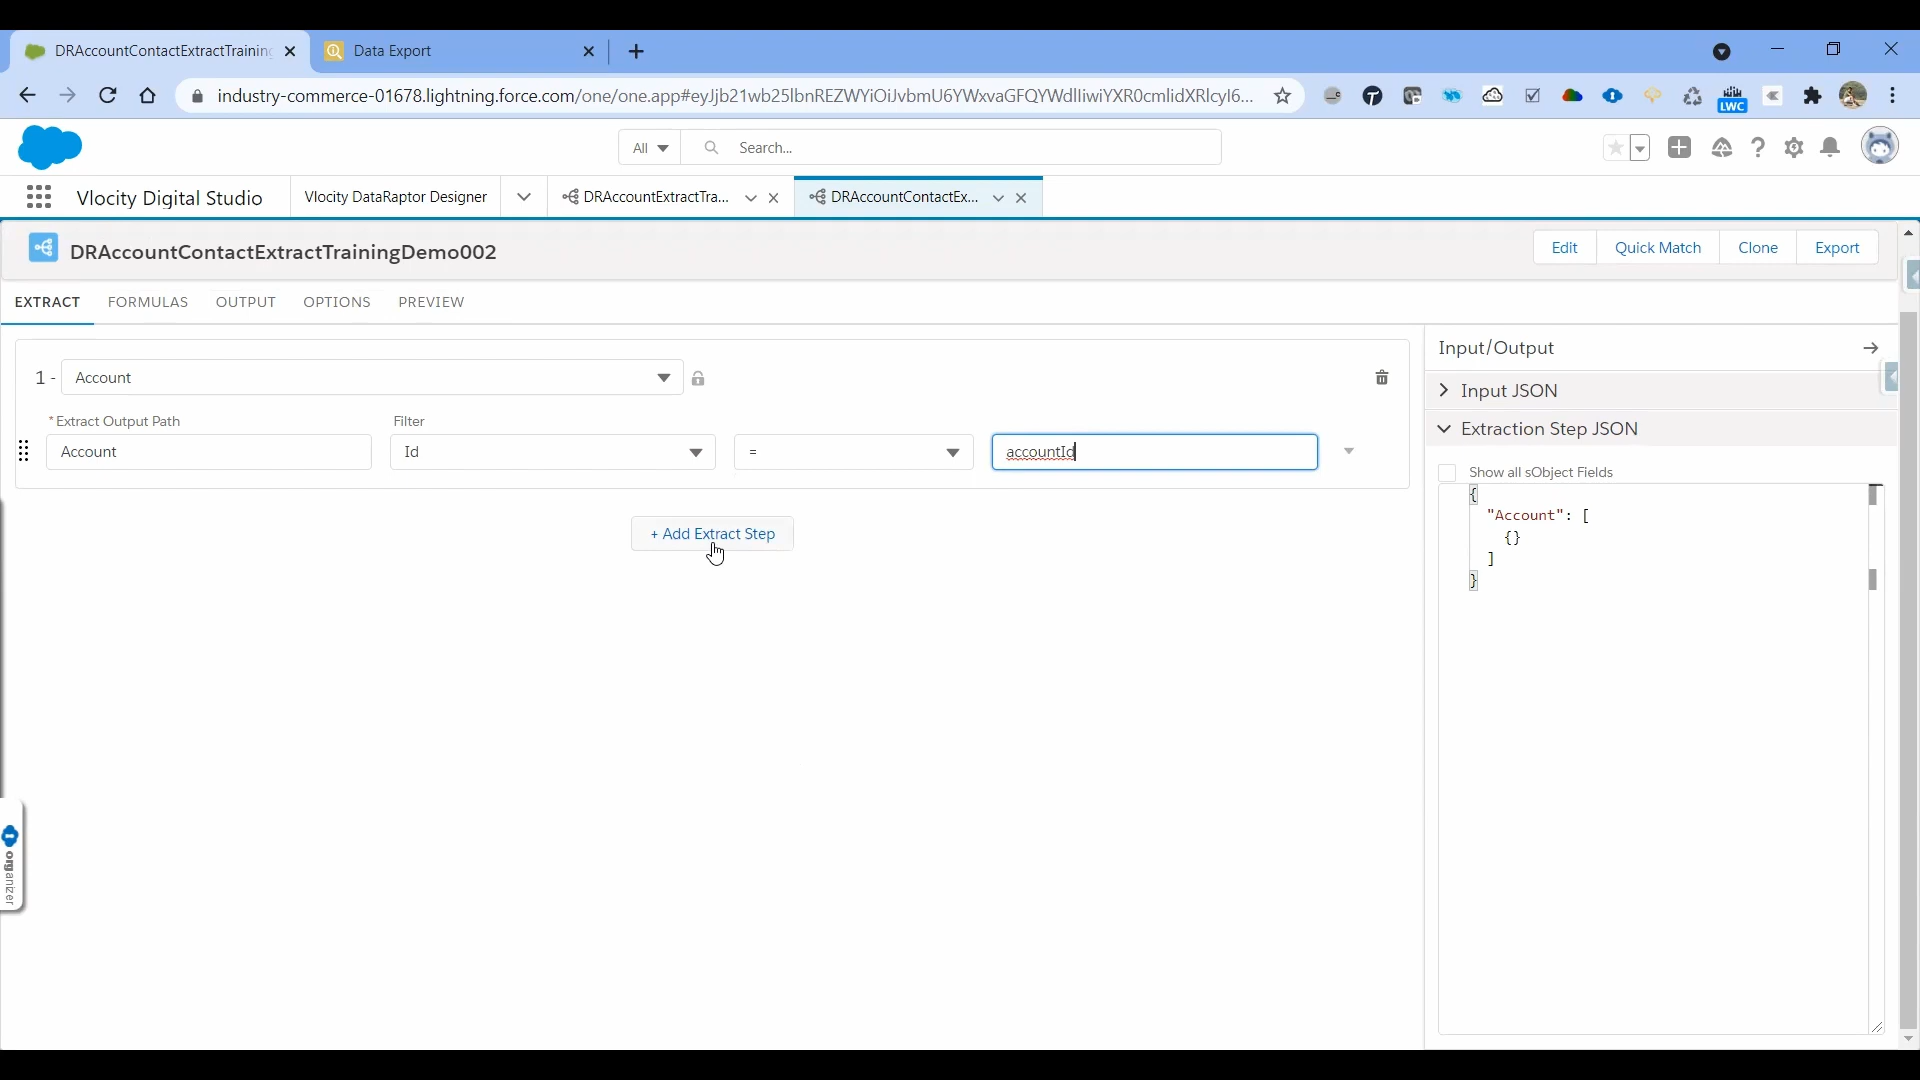 DRAccountContactExtractTraining
Data Export
industry-commerce-01678.lightning.force.com/one/one.app#eyJjb21wb25lbnREZWYiOiJvbmU6YWxvaGFQYWdlIiwiYXR0cmlidXRlcyI6...
LWC
All
Search...
Vlocity Digital Studio
Vlocity DataRaptor Designer
DRAccountExtractTra...
DRAccountContactEx...
DRAccountContactExtractTrainingDemo002
Edit
Quick Match
Clone
Export
EXTRACT
FORMULAS
OUTPUT
OPTIONS
PREVIEW
1 - Account
*Extract Output Path
Filter
Account
Id
=
accountId
+ Add Extract Step
Input/Output
Input JSON
Extraction Step JSON
Show all sObject Fields
{
"Account": [
{}
]
}
organizer